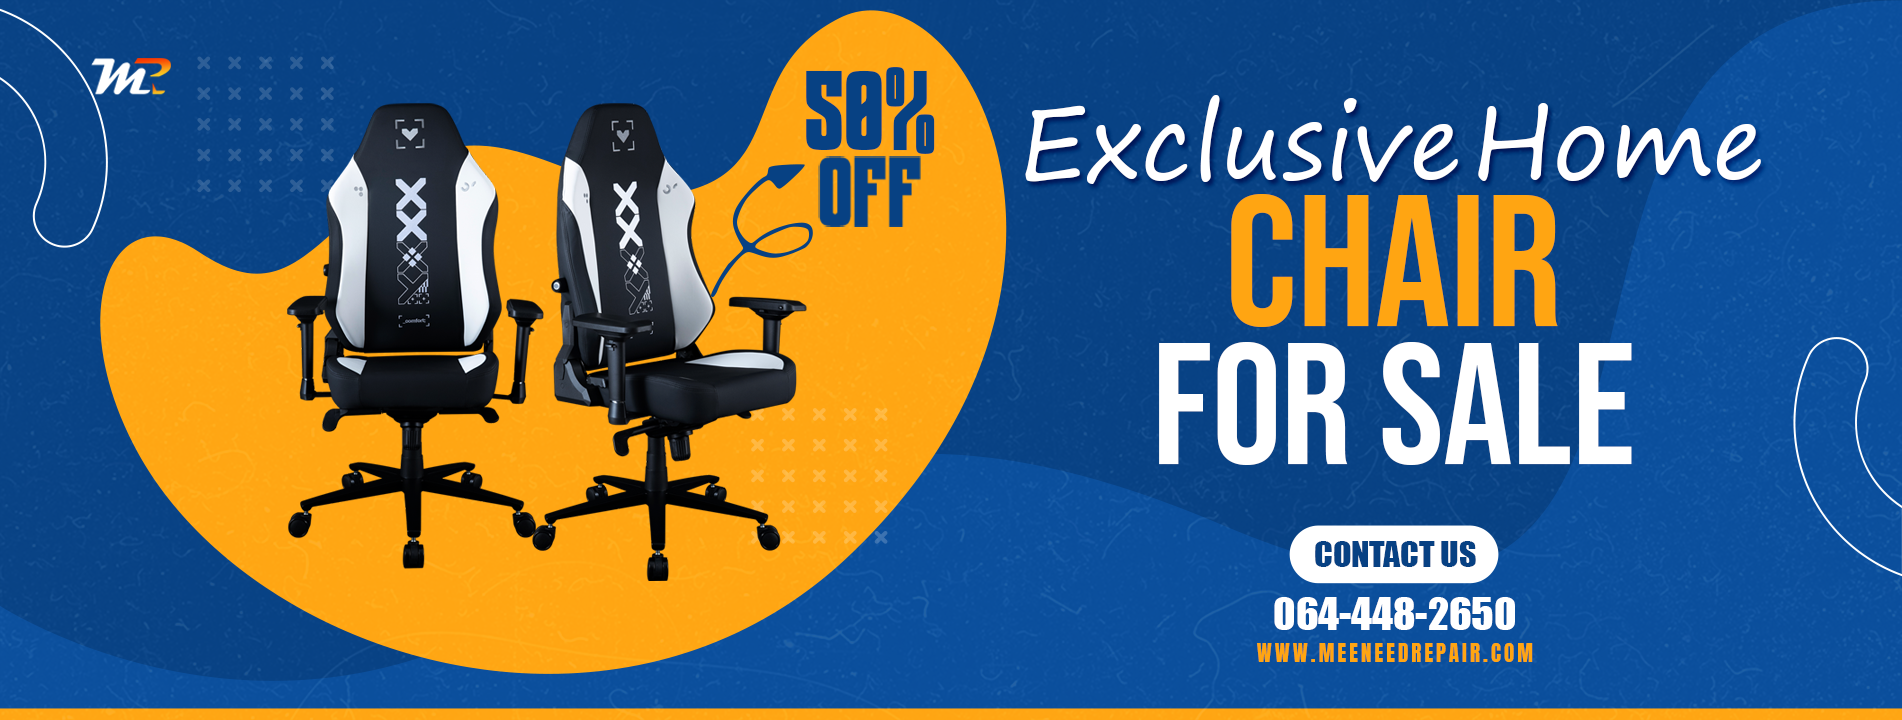 MR
50%
OFF
Exclusive Home
CHAIR
FOR SALE
CONTACT US
064-448-2650
WWW.MEENEEDREPAIR.COM